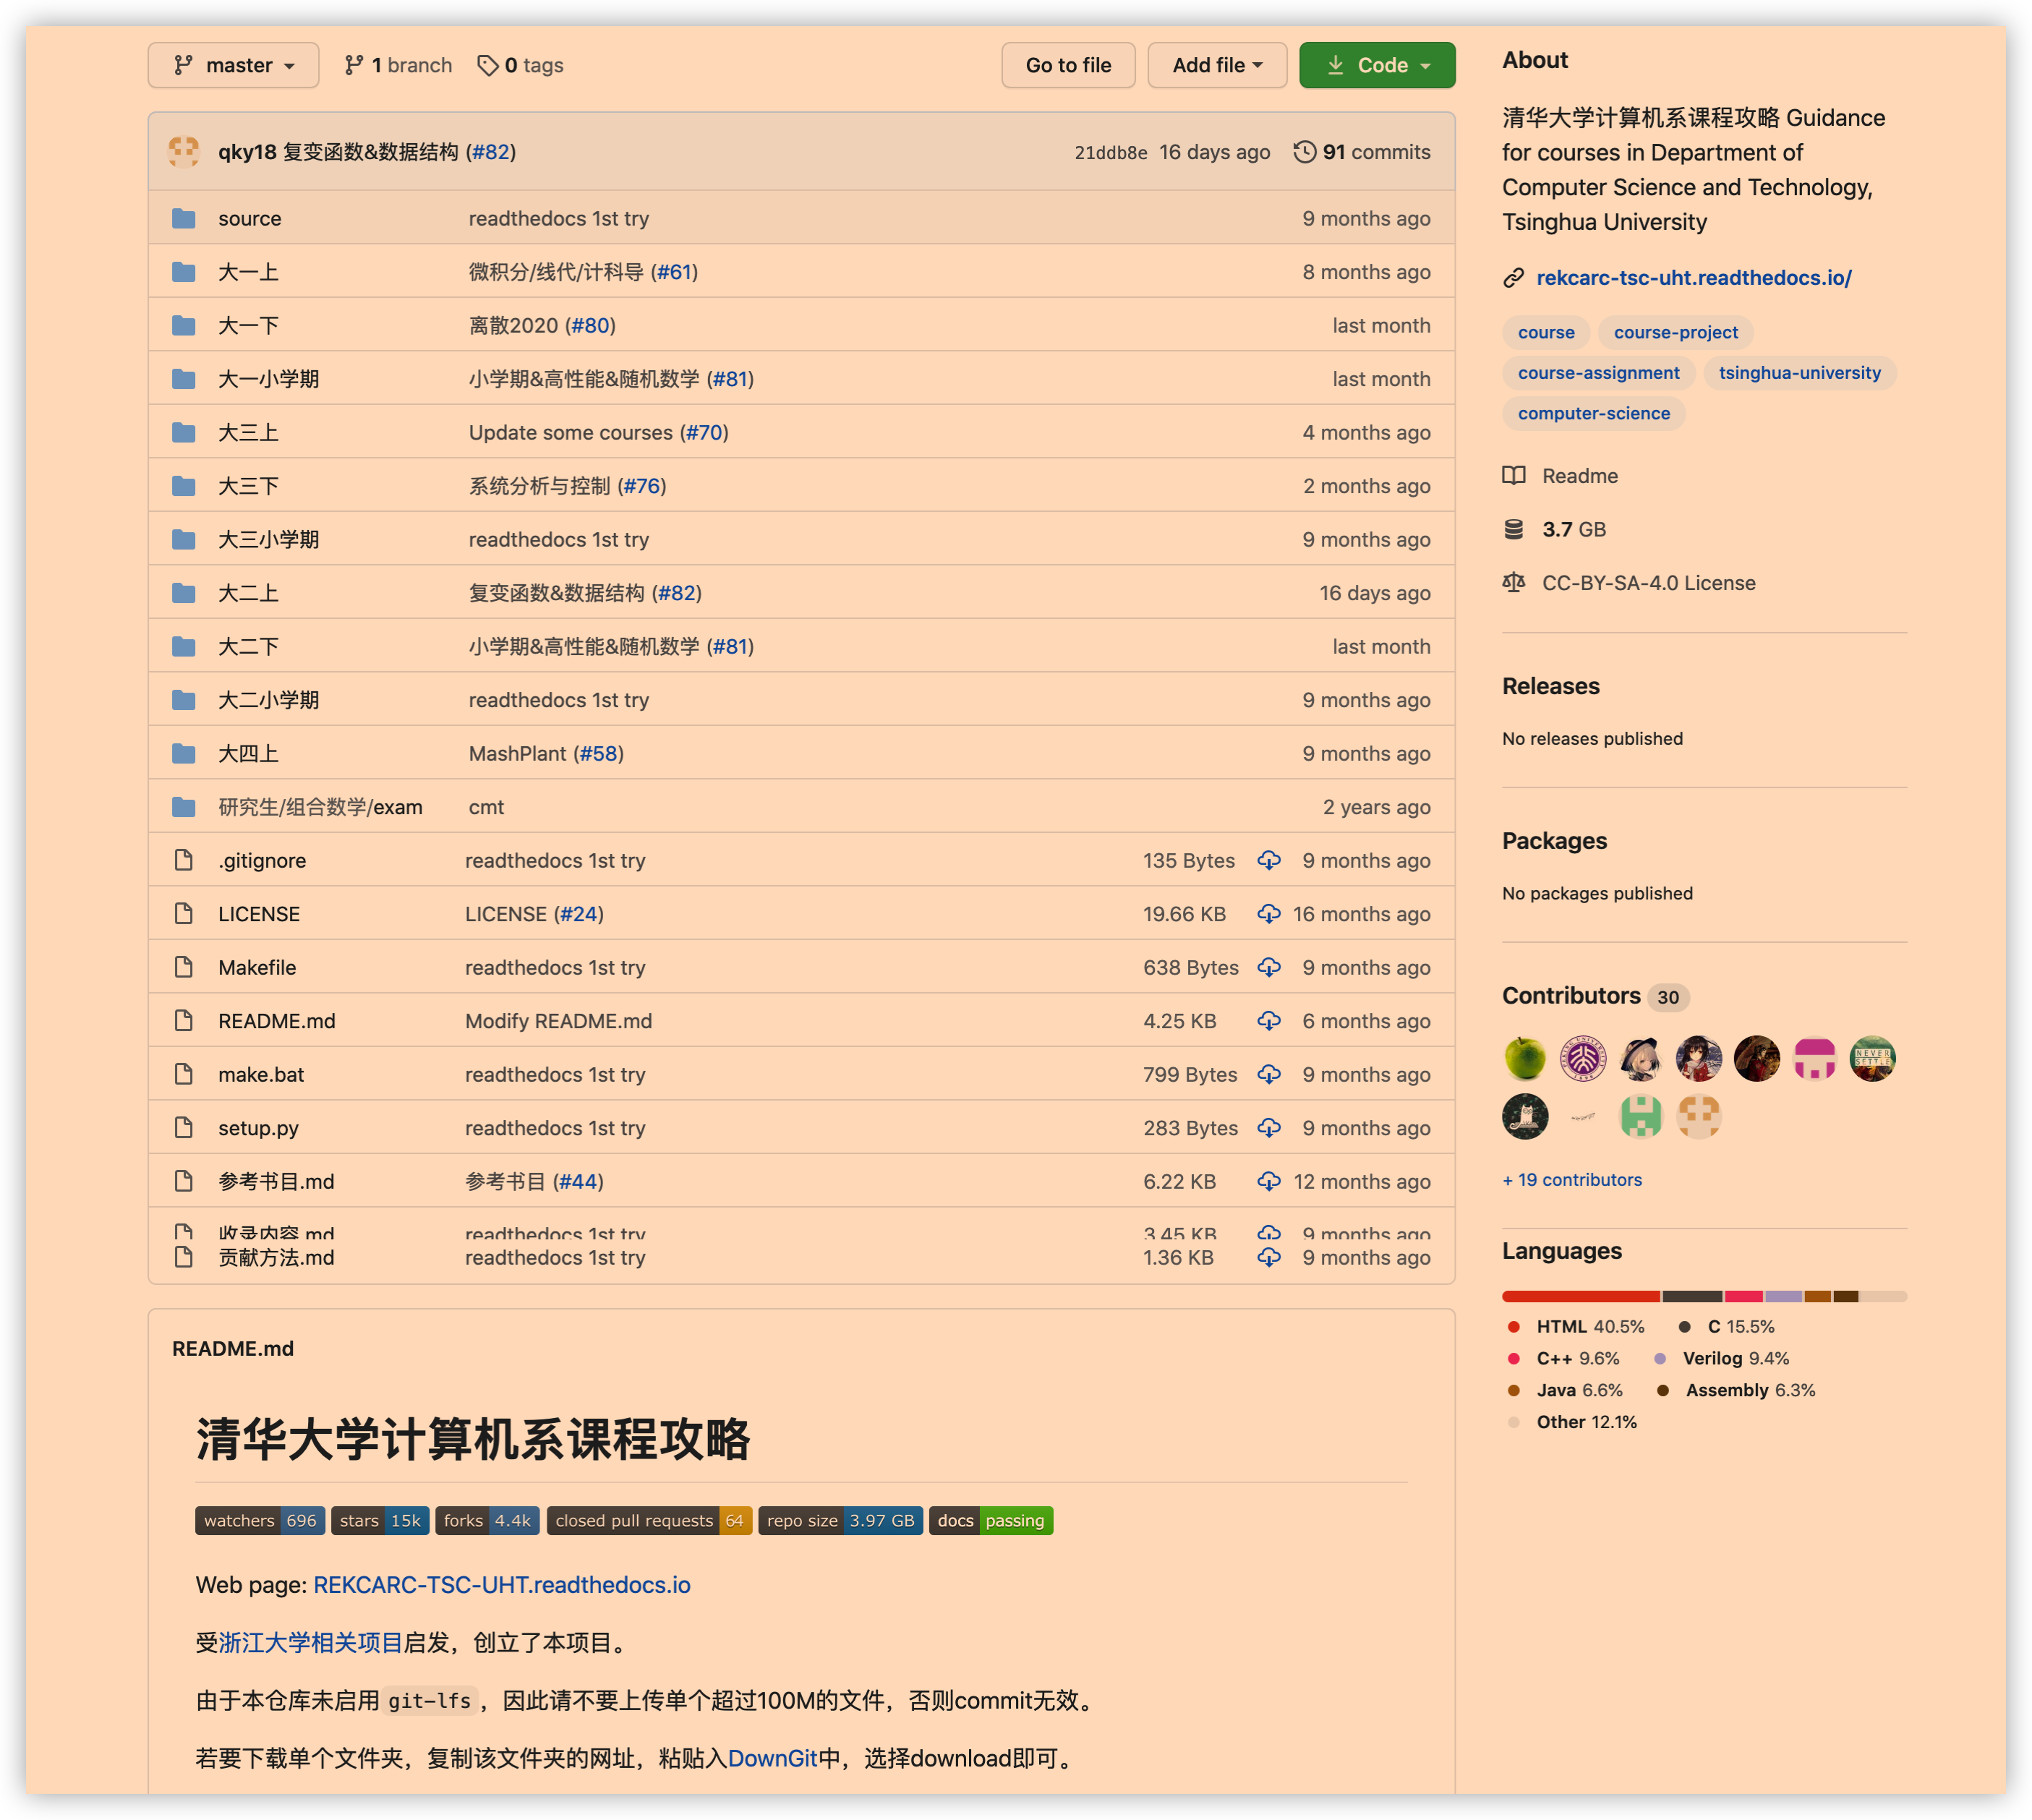 master 1 branch 0 tags Go to file Add file Code
qky18 复变函数&数据结构 (#82) 21ddb8e 16 days ago 91 commits
source readthedocs 1st try 9 months ago
大一上 微积分/线代/计科导 (#61) 8 months ago
大一下 离散2020 (#80) last month
大一小学期 小学期&高性能&随机数学 (#81) last month
大三上 Update some courses (#70) 4 months ago
大三下 系统分析与控制 (#76) 2 months ago
大三小学期 readthedocs 1st try 9 months ago
大二上 复变函数&数据结构 (#82) 16 days ago
大二下 小学期&高性能&随机数学 (#81) last month
大二小学期 readthedocs 1st try 9 months ago
大四上 MashPlant (#58) 9 months ago
研究生/组合数学/exam cmt 2 years ago
.gitignore readthedocs 1st try 135 Bytes 9 months ago
LICENSE LICENSE (#24) 19.66 KB 16 months ago
Makefile readthedocs 1st try 638 Bytes 9 months ago
README.md Modify README.md 4.25 KB 6 months ago
make.bat readthedocs 1st try 799 Bytes 9 months ago
setup.py readthedocs 1st try 283 Bytes 9 months ago
参考书目.md 参考书目 (#44) 6.22 KB 12 months ago
收录内容.md readthedocs 1st try 3.45 KB 9 months ago
贡献方法.md readthedocs 1st try 1.36 KB 9 months ago
README.md
清华大学计算机系课程攻略
watchers 696 stars 15k forks 4.4k closed pull requests 64 repo size 3.97 GB docs passing
Web page: REKCARC-TSC-UHT.readthedocs.io
受浙江大学相关项目启发，创立了本项目。
由于本仓库未启用 git-lfs ，因此请不要上传单个超过100M的文件，否则commit无效。
若要下载单个文件夹，复制该文件夹的网址，粘贴入DownGit中，选择download即可。
About
清华大学计算机系课程攻略 Guidance
for courses in Department of
Computer Science and Technology,
Tsinghua University
rekcarc-tsc-uht.readthedocs.io/
course course-project
course-assignment tsinghua-university
computer-science
Readme
3.7 GB
CC-BY-SA-4.0 License
Releases
No releases published
Packages
No packages published
Contributors 30
NEVER
SETTLE
+ 19 contributors
Languages
HTML 40.5% C 15.5%
C++ 9.6% Verilog 9.4%
Java 6.6% Assembly 6.3%
Other 12.1%